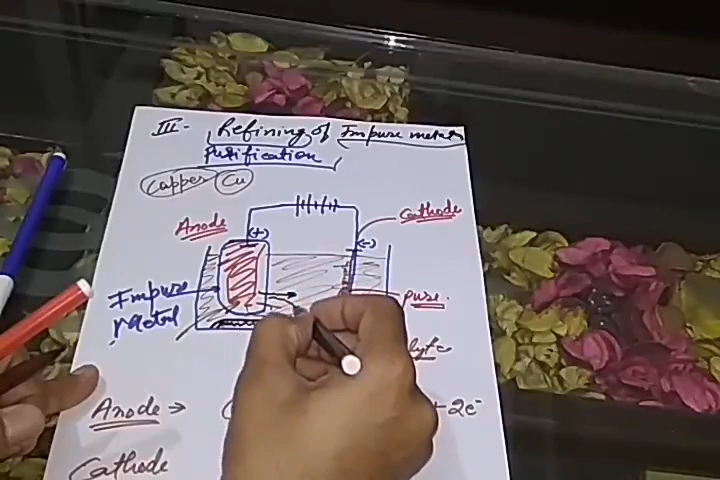 III- Refining of Impure metals
Purification
Copper Cu
Anode
Cathode
(+)
(-)
Impure
Metal
pure.
Anode →
+ 2e⁻
Cathode